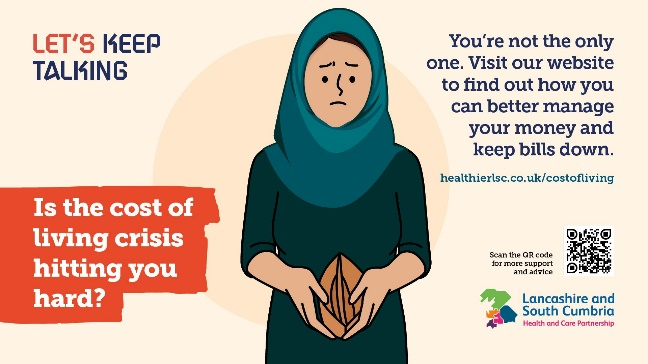 LET'S KEEP
TALKING
Is the cost of
living crisis
hitting you
hard?
You're not the only
one. Visit our website
to find out how you
can better manage
your money and
keep bills down.
healthierlsc.co.uk/costofliving
Scan the QR code
for more support
and advice
Lancashire and
South Cumbria
Health and Care Partnership